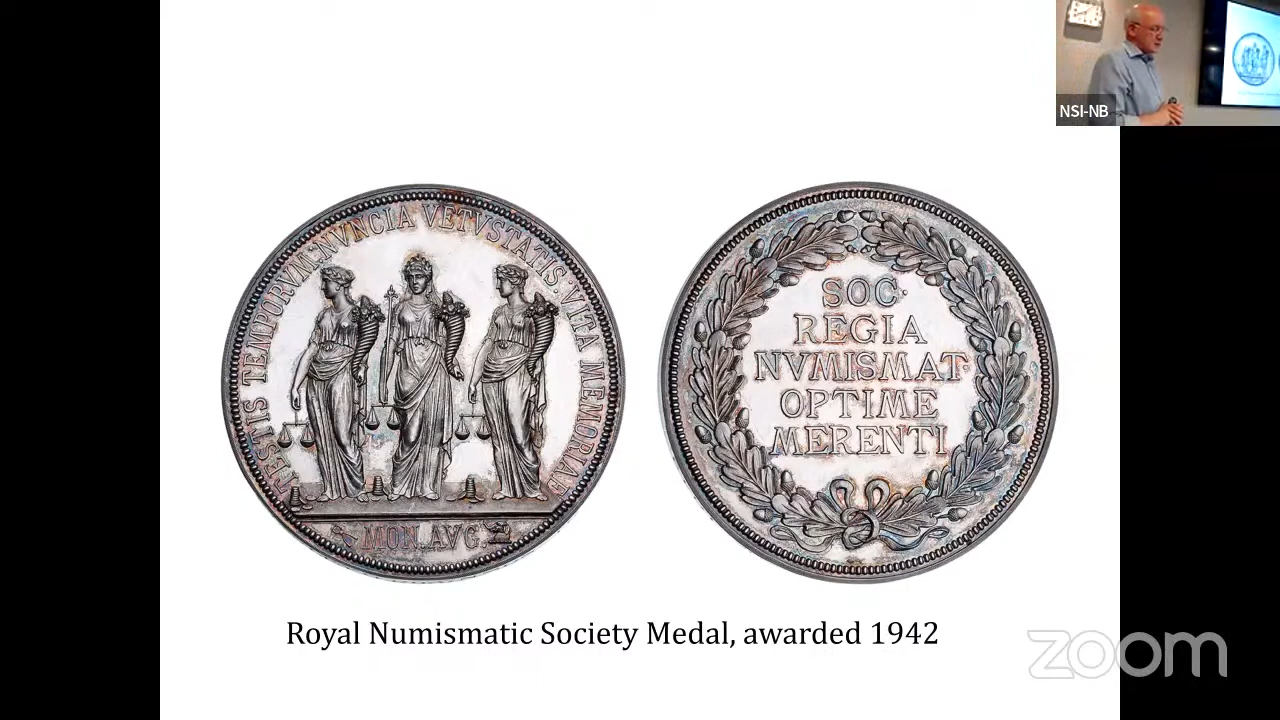 NSI-NB
TESTIS TEMPORVM: NVNCIA VETVSTATIS: VITA MEMORIAE
MON. AVG.
SOC·
REGIA
NVMISMAT·
OPTIME
MERENTI
Royal Numismatic Society Medal, awarded 1942
zoom